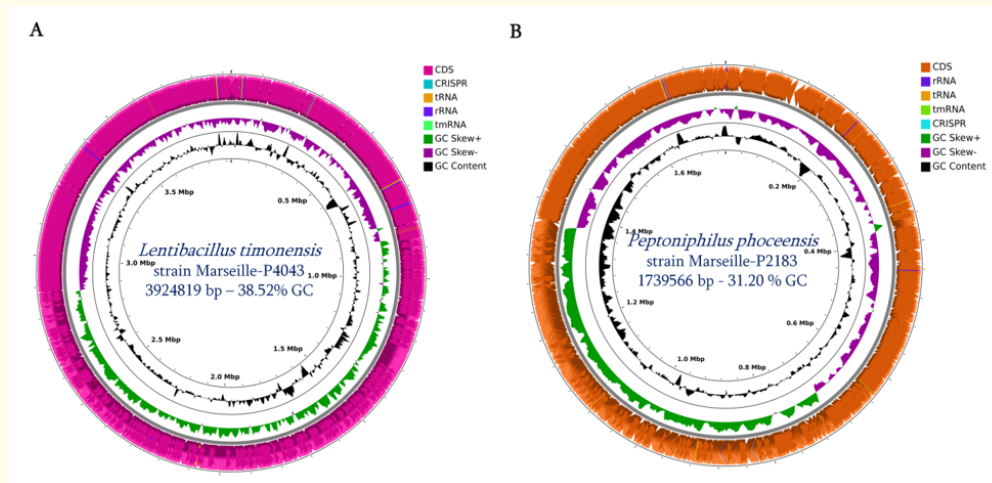 A
CDS
CRISPR
tRNA
rRNA
tmRNA
GC Skew+
GC Skew-
GC Content
3.5 Mbp
0.5 Mbp
Lentibacillus timonensis
strain Marseille-P4043
3.0 Mbp
1.0 Mbp
3924819 bp – 38.52% GC
2.5 Mbp
1.5 Mbp
2.0 Mbp
B
CDS
rRNA
tRNA
tmRNA
CRISPR
GC Skew+
GC Skew-
GC Content
1.6 Mbp
0.2 Mbp
1.4 Mbp
Peptoniphilus phoceensis
0.4 Mbp
strain Marseille-P2183
1739566 bp - 31.20 % GC
1.2 Mbp
0.6 Mbp
1.0 Mbp
0.8 Mbp